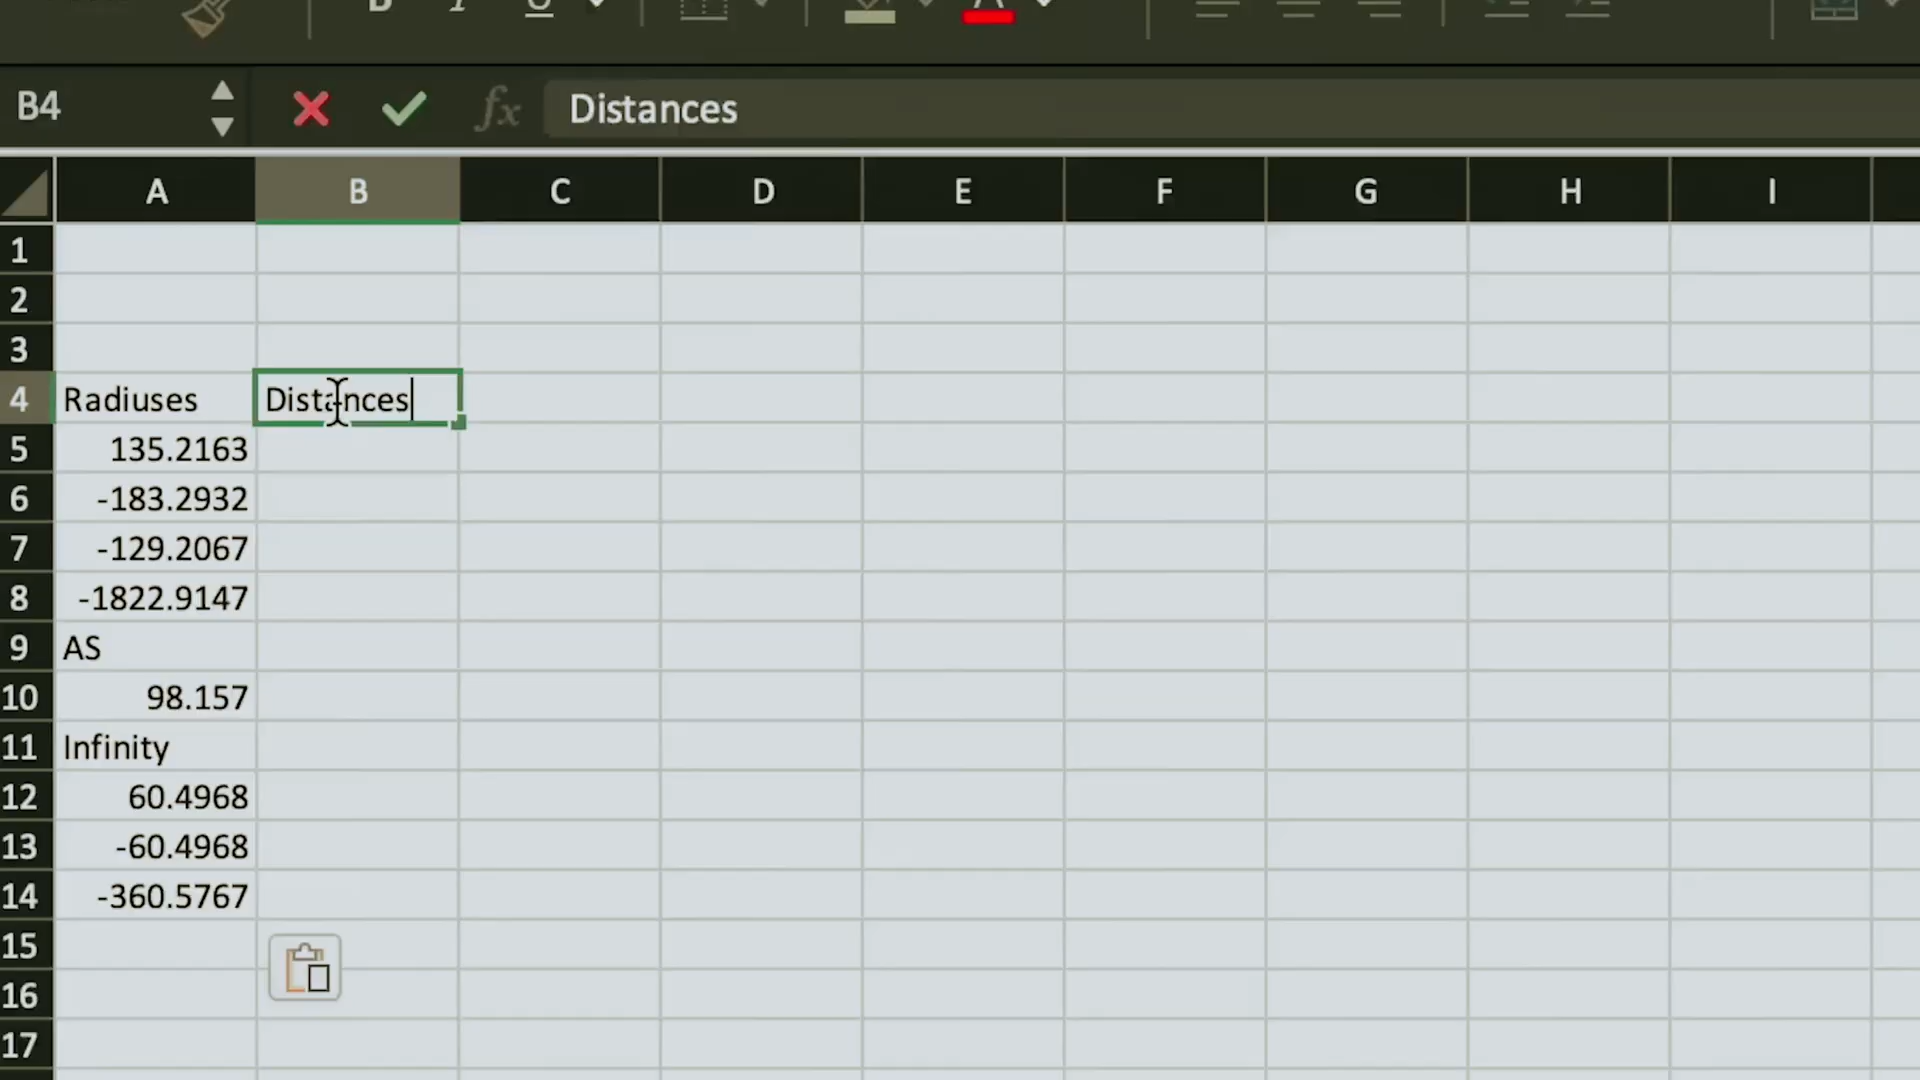 B4 fx Distances
A B C D E F G H I
1
2
3
4 Radiuses Distances
5 135.2163
6 -183.2932
7 -129.2067
8 -1822.9147
9 AS
10 98.157
11 Infinity
12 60.4968
13 -60.4968
14 -360.5767
15
16
17